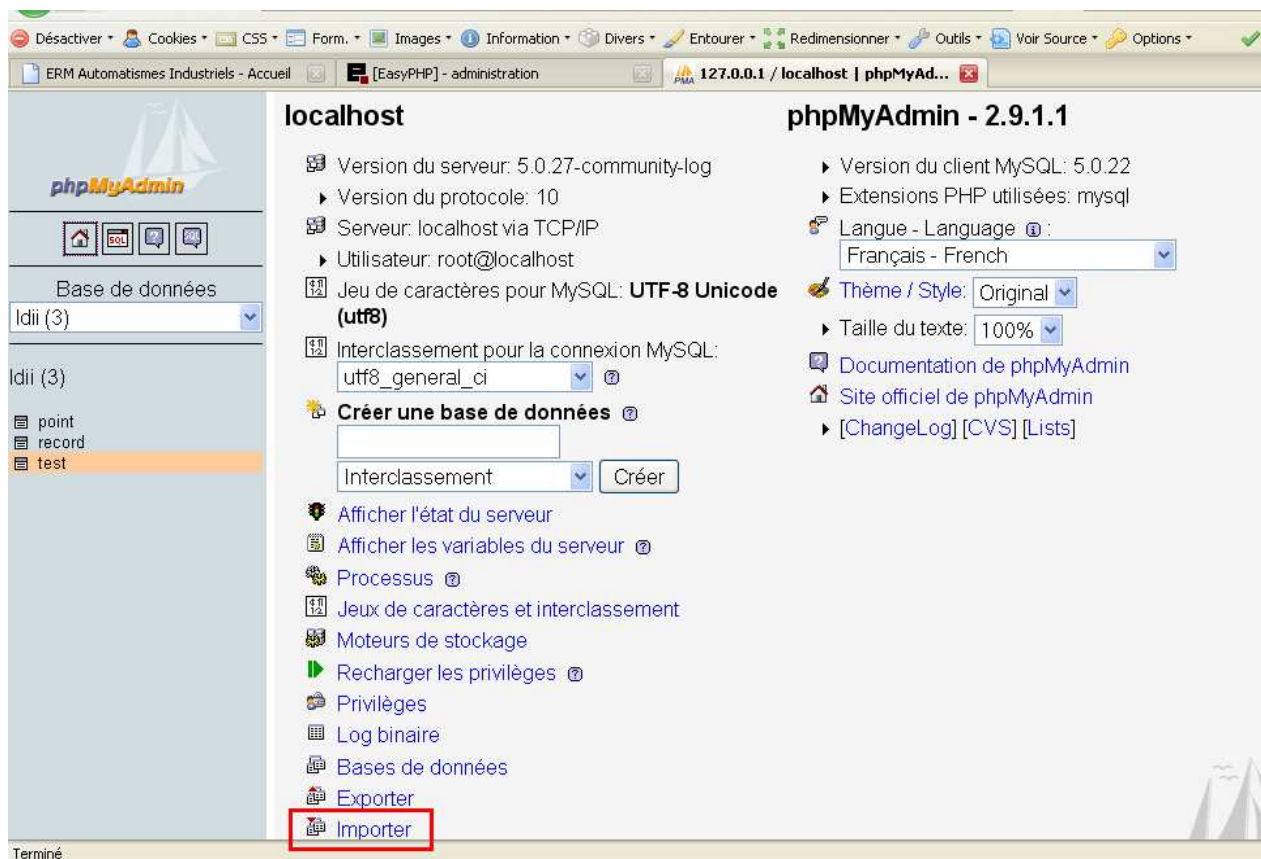 Désactiver Cookies CSS Form. Images Information Divers Entourer Redimensionner Outils Voir Source Options
ERM Automatismes Industriels - Accueil [EasyPHP] - administration 127.0.0.1 / localhost | phpMyAd...
phpMyAdmin
SQL
Base de données
ldii (3)
ldii (3)
point
record
test
localhost
Version du serveur: 5.0.27-community-log
Version du protocole: 10
Serveur: localhost via TCP/IP
Utilisateur: root@localhost
Jeu de caractères pour MySQL: UTF-8 Unicode
(utf8)
Interclassement pour la connexion MySQL:
utf8_general_ci
Créer une base de données
Interclassement Créer
Afficher l'état du serveur
Afficher les variables du serveur
Processus
Jeux de caractères et interclassement
Moteurs de stockage
Recharger les privilèges
Privilèges
Log binaire
Bases de données
Exporter
Importer
phpMyAdmin - 2.9.1.1
Version du client MySQL: 5.0.22
Extensions PHP utilisées: mysql
Langue - Language :
Français - French
Thème / Style: Original
Taille du texte: 100%
Documentation de phpMyAdmin
Site officiel de phpMyAdmin
[ChangeLog] [CVS] [Lists]
Terminé